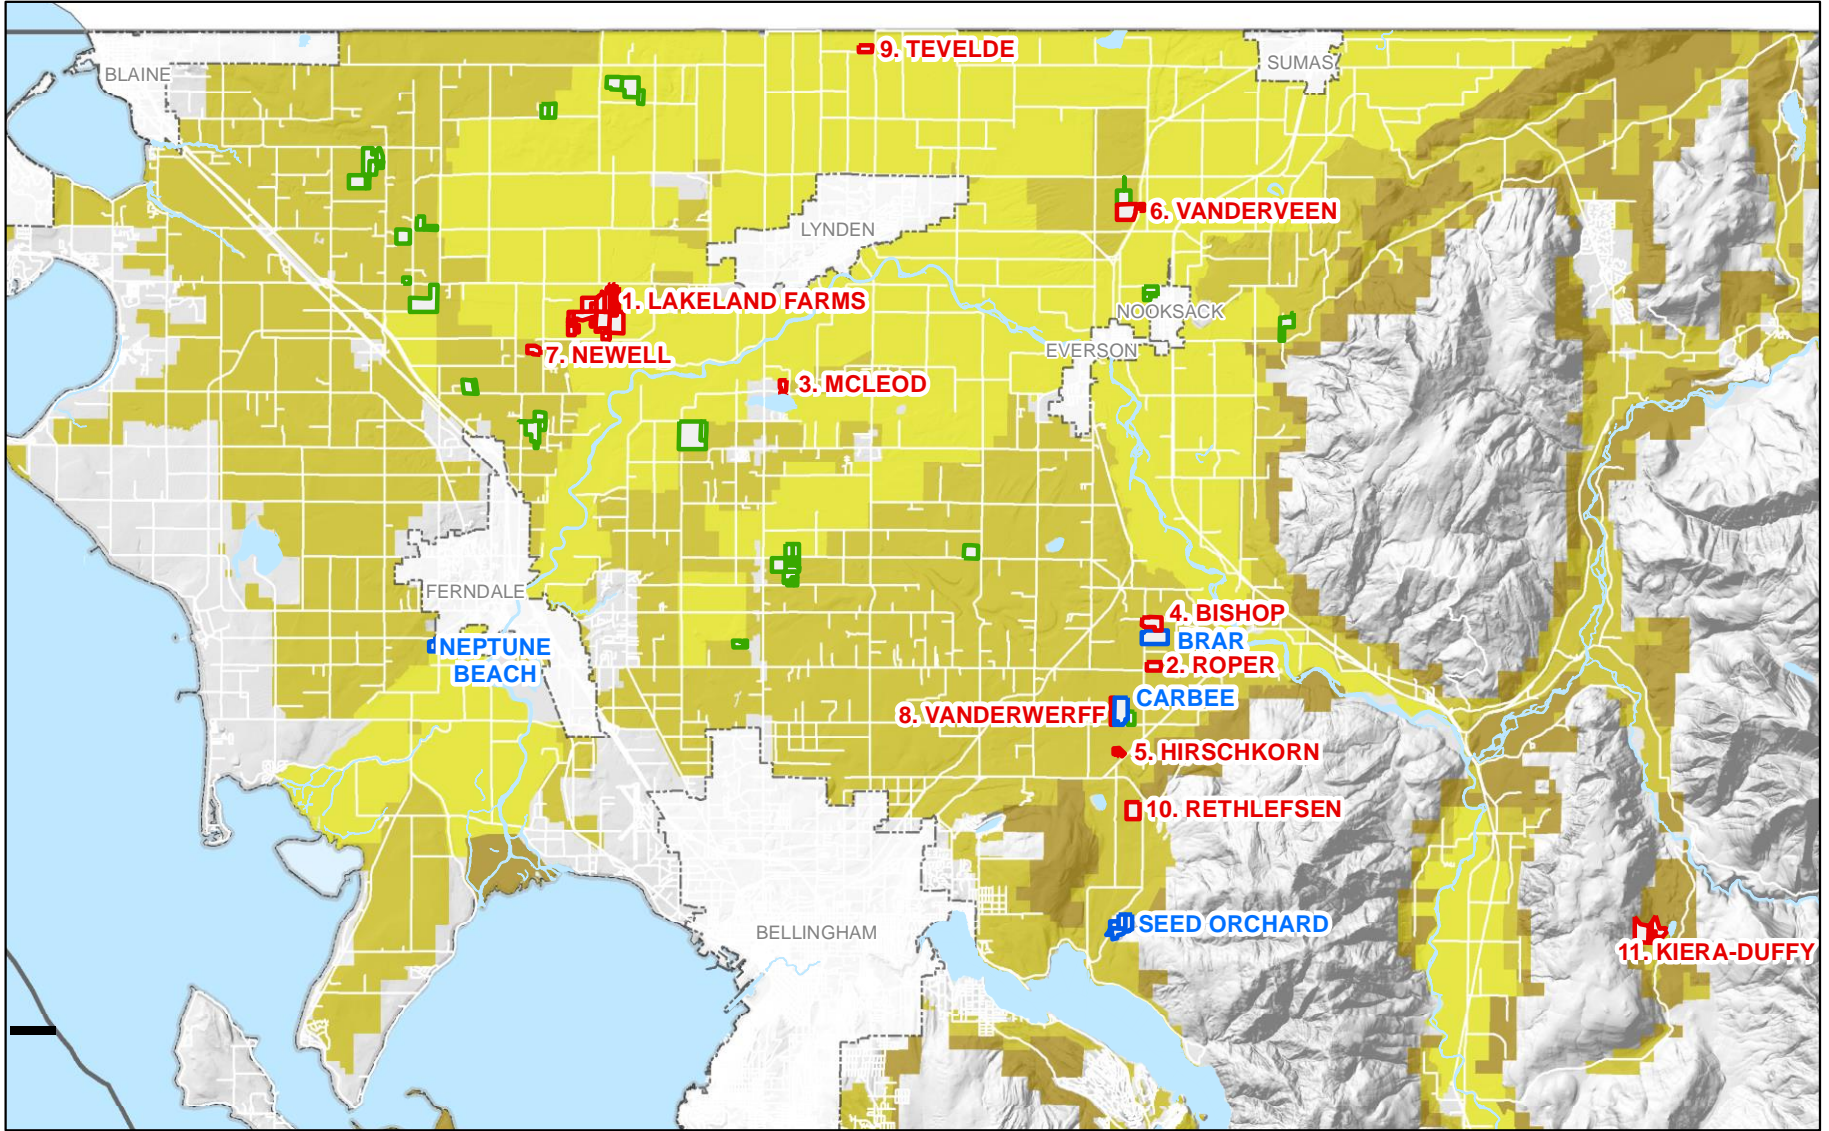 9. TEVELDE
SUMAS
BLAINE
6. VANDERVEEN
LYNDEN
1. LAKELAND FARMS
NOOKSACK
EVERSON
7. NEWELL
3. MCLEOD
FERNDALE
4. BISHOP
BRAR
NEPTUNE
BEACH
2. ROPER
CARBEE
8. VANDERWERFF
5. HIRSCHKORN
10. RETHLEFSEN
SEED ORCHARD
BELLINGHAM
11. KIERA-DUFFY